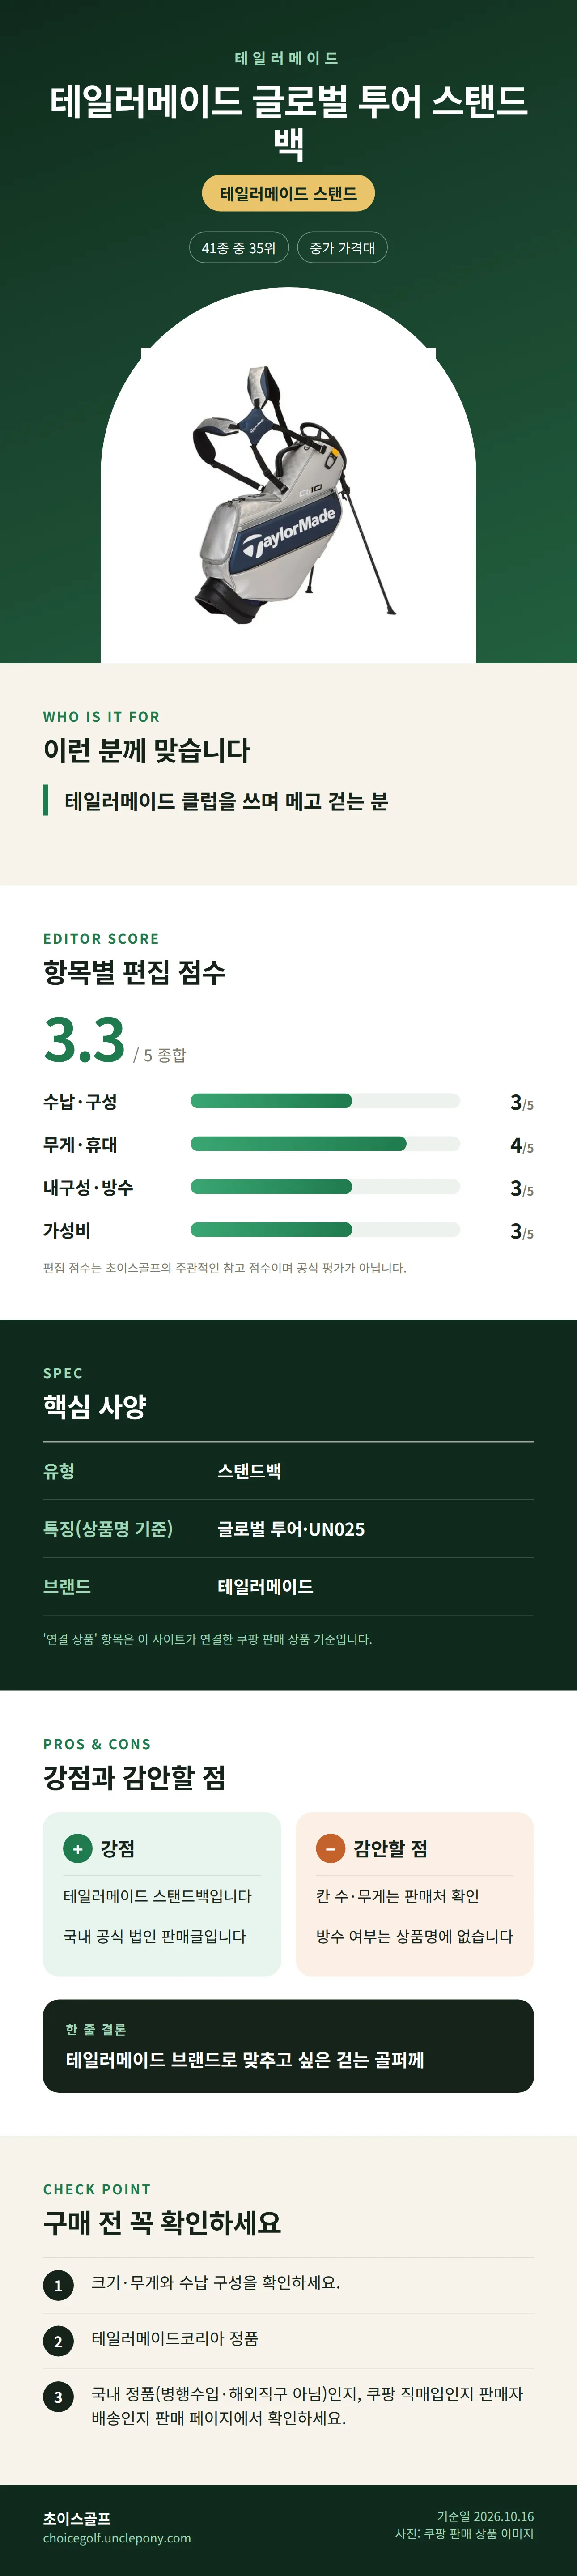 테일러메이드
테일러메이드 글로벌 투어 스탠드
백
테일러메이드 스탠드
41종 중 35위
중가 가격대
TaylorMade
WHO IS IT FOR
이런 분께 맞습니다
테일러메이드 클럽을 쓰며 메고 걷는 분
EDITOR SCORE
항목별 편집 점수
3.3 / 5 종합
수납·구성 3/5
무게·휴대 4/5
내구성·방수 3/5
가성비 3/5
편집 점수는 초이스골프의 주관적인 참고 점수이며 공식 평가가 아닙니다.
SPEC
핵심 사양
유형 스탠드백
특징(상품명 기준) 글로벌 투어·UN025
브랜드 테일러메이드
'연결 상품' 항목은 이 사이트가 연결한 쿠팡 판매 상품 기준입니다.
PROS & CONS
강점과 감안할 점
+ 강점
테일러메이드 스탠드백입니다
국내 공식 법인 판매글입니다
− 감안할 점
칸 수·무게는 판매처 확인
방수 여부는 상품명에 없습니다
한 줄 결론
테일러메이드 브랜드로 맞추고 싶은 걷는 골퍼께
CHECK POINT
구매 전 꼭 확인하세요
1 크기·무게와 수납 구성을 확인하세요.
2 테일러메이드코리아 정품
3 국내 정품(병행수입·해외직구 아님)인지, 쿠팡 직매입인지 판매자
배송인지 판매 페이지에서 확인하세요.
초이스골프
choicegolf.unclepony.com
기준일 2026.10.16
사진: 쿠팡 판매 상품 이미지